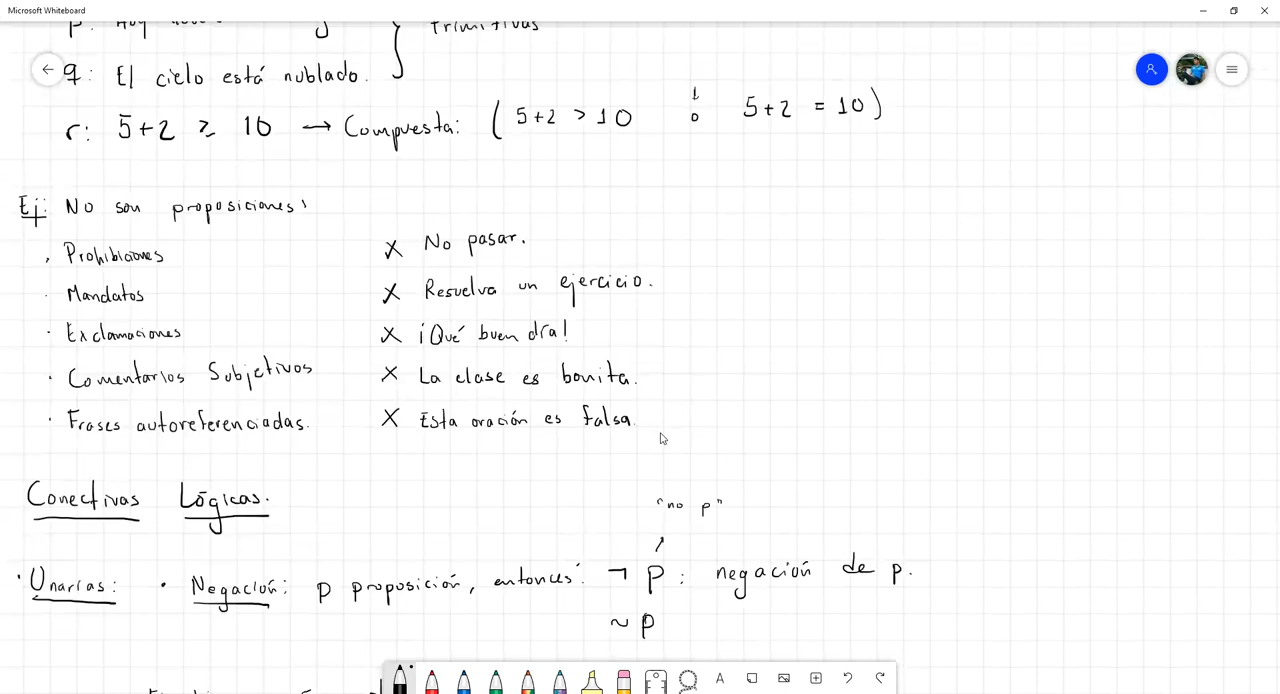 Microsoft Whiteboard
p: Hoy
Primitivas
q: El cielo está nublado.
r: 5+2 ≥ 10 → Compuesta: (5+2 > 10 o 5+2 = 10)
Ej: No son proposiciones:
· Prohibiciones X No pasar.
· Mandatos X Resuelva un ejercicio.
· Exclamaciones X ¡Qué buen día!
· Comentarios Subjetivos X La clase es bonita.
· Frases autoreferenciadas. X Esta oración es falsa.
Conectivas Lógicas.
"no p"
· Unarias: · Negación: p proposición, entonces: ¬ p : negación de p.
~ p